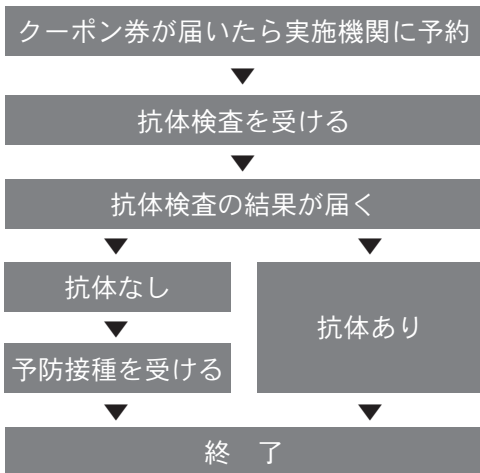 クーポン券が届いたら実施機関に予約
▼
抗体検査を受ける
▼
抗体検査の結果が届く
▼ ▼
抗体なし
▼
予防接種を受ける
抗体あり
▼ ▼
終　了